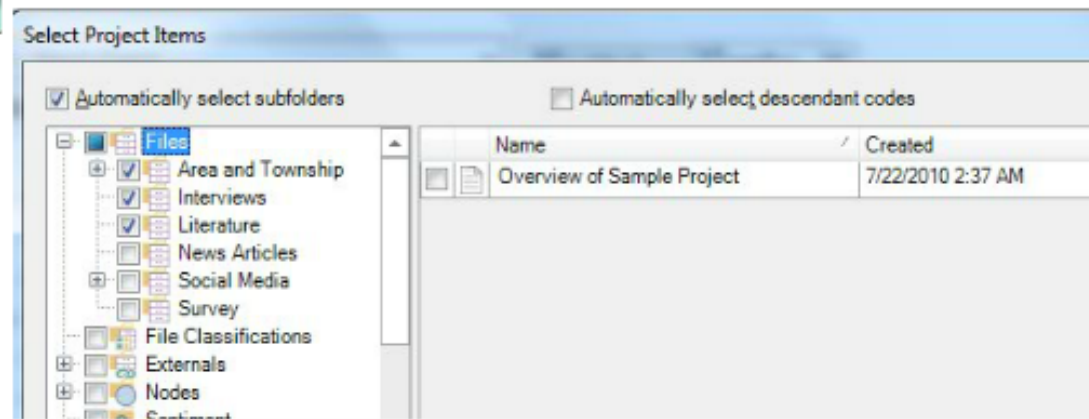 Select Project Items
Automatically select subfolders
Automatically select descendant codes
Files
Area and Township
Interviews
Literature
News Articles
Social Media
Survey
File Classifications
Externals
Nodes
Sentiment
Name
Created
Overview of Sample Project
7/22/2010 2:37 AM